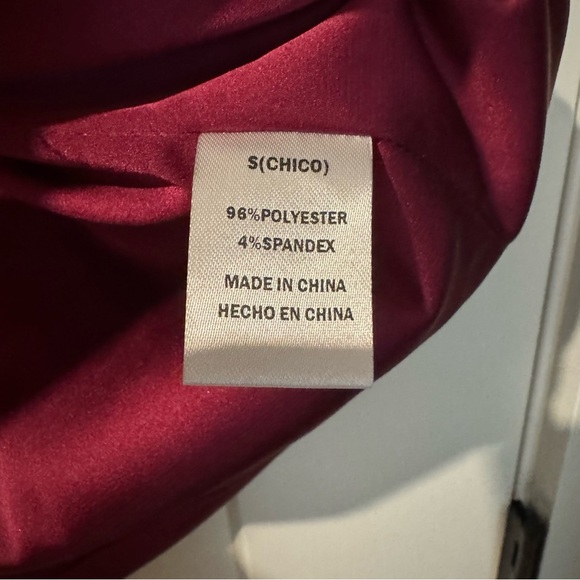 S(CHICO)
96%POLYESTER
4%SPANDEX
MADE IN CHINA
HECHO EN CHINA